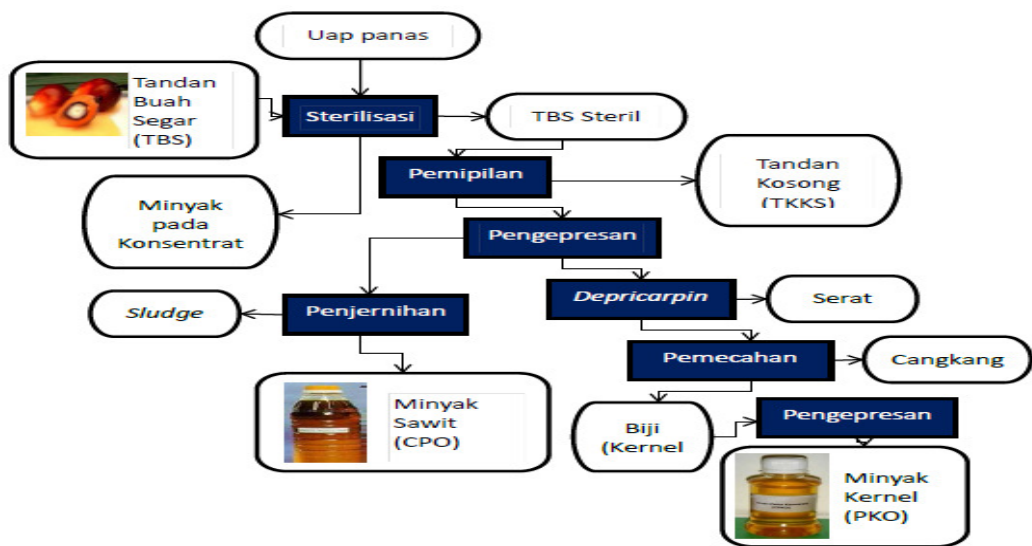 Uap panas
Tandan
Buah
Segar
(TBS)
Sterilisasi
TBS Steril
Pemipilan
Tandan
Kosong
(TKKS)
Minyak
pada
Konsentrat
Pengepresan
Depricarpin
Serat
Sludge
Penjernihan
Pemecahan
Cangkang
Minyak
Sawit
(CPO)
Biji
(Kernel
Pengepresan
Minyak
Kernel
(PKO)